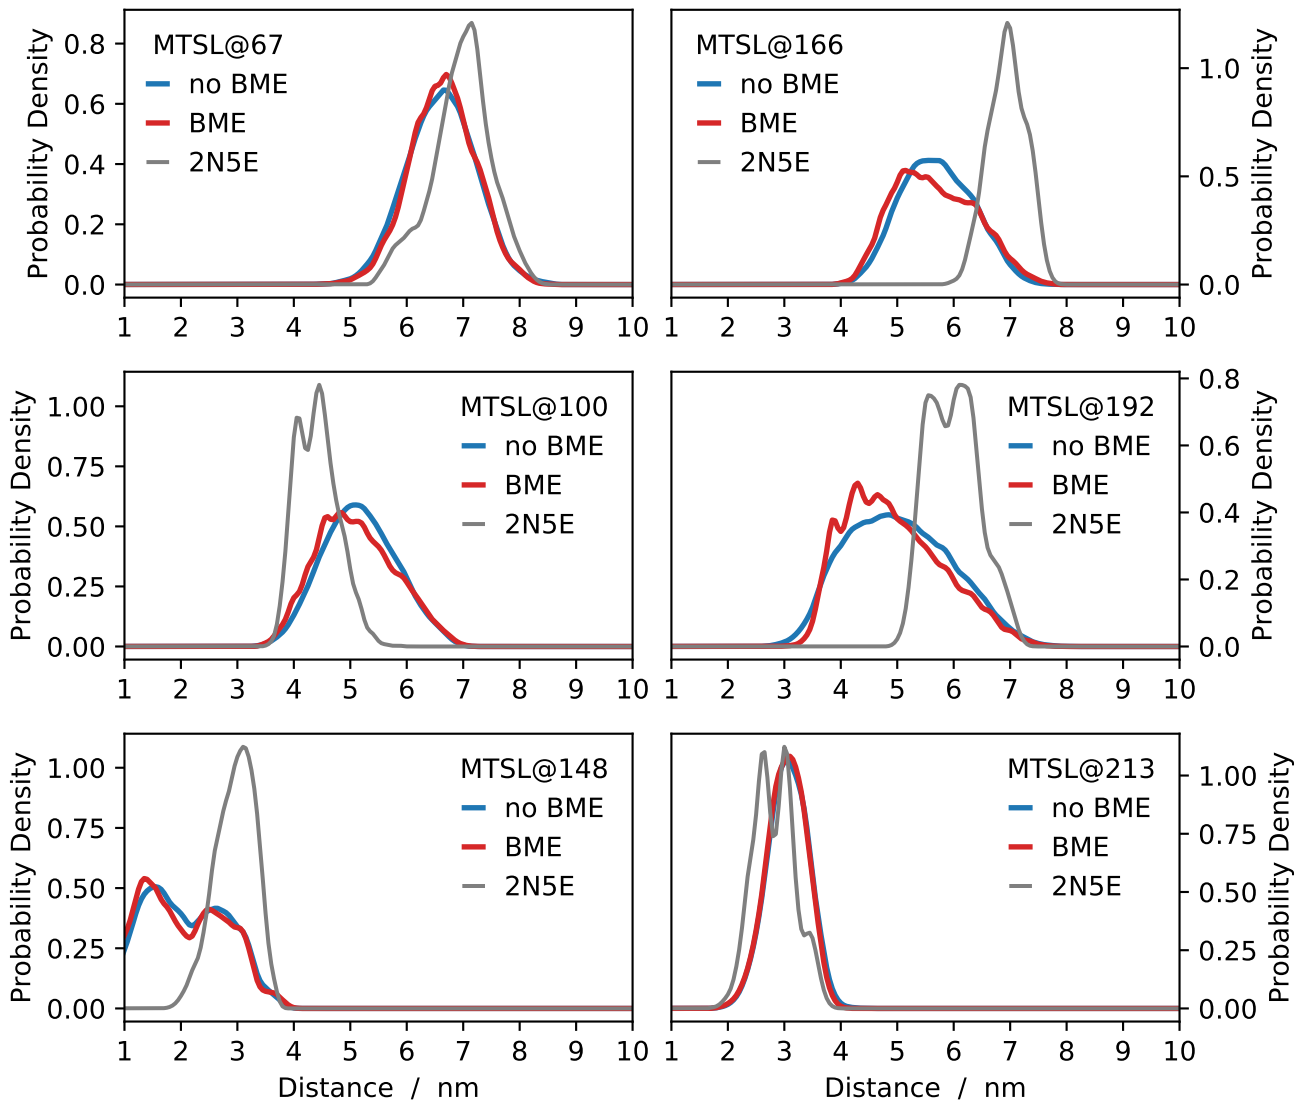 MTSL@67
no BME
BME
2N5E
0.0
0.2
0.4
0.6
0.8
Probability Density
1 2 3 4 5 6 7 8 9 10
MTSL@166
no BME
BME
2N5E
0.0
0.5
1.0
Probability Density
1 2 3 4 5 6 7 8 9 10
MTSL@100
no BME
BME
2N5E
0.00
0.25
0.50
0.75
1.00
Probability Density
1 2 3 4 5 6 7 8 9 10
MTSL@192
no BME
BME
2N5E
0.0
0.2
0.4
0.6
0.8
Probability Density
1 2 3 4 5 6 7 8 9 10
MTSL@148
no BME
BME
2N5E
0.00
0.25
0.50
0.75
1.00
Probability Density
1 2 3 4 5 6 7 8 9 10
Distance / nm
MTSL@213
no BME
BME
2N5E
0.00
0.25
0.50
0.75
1.00
Probability Density
1 2 3 4 5 6 7 8 9 10
Distance / nm